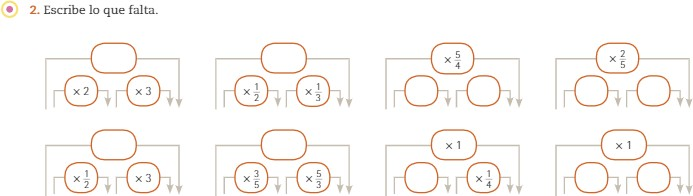 2. Escribe lo que falta.
× 5/4 × 2/5
× 2 × 3 × 1/2 × 1/3
× 1 × 1
× 1/2 × 3 × 3/5 × 5/3 × 1/4